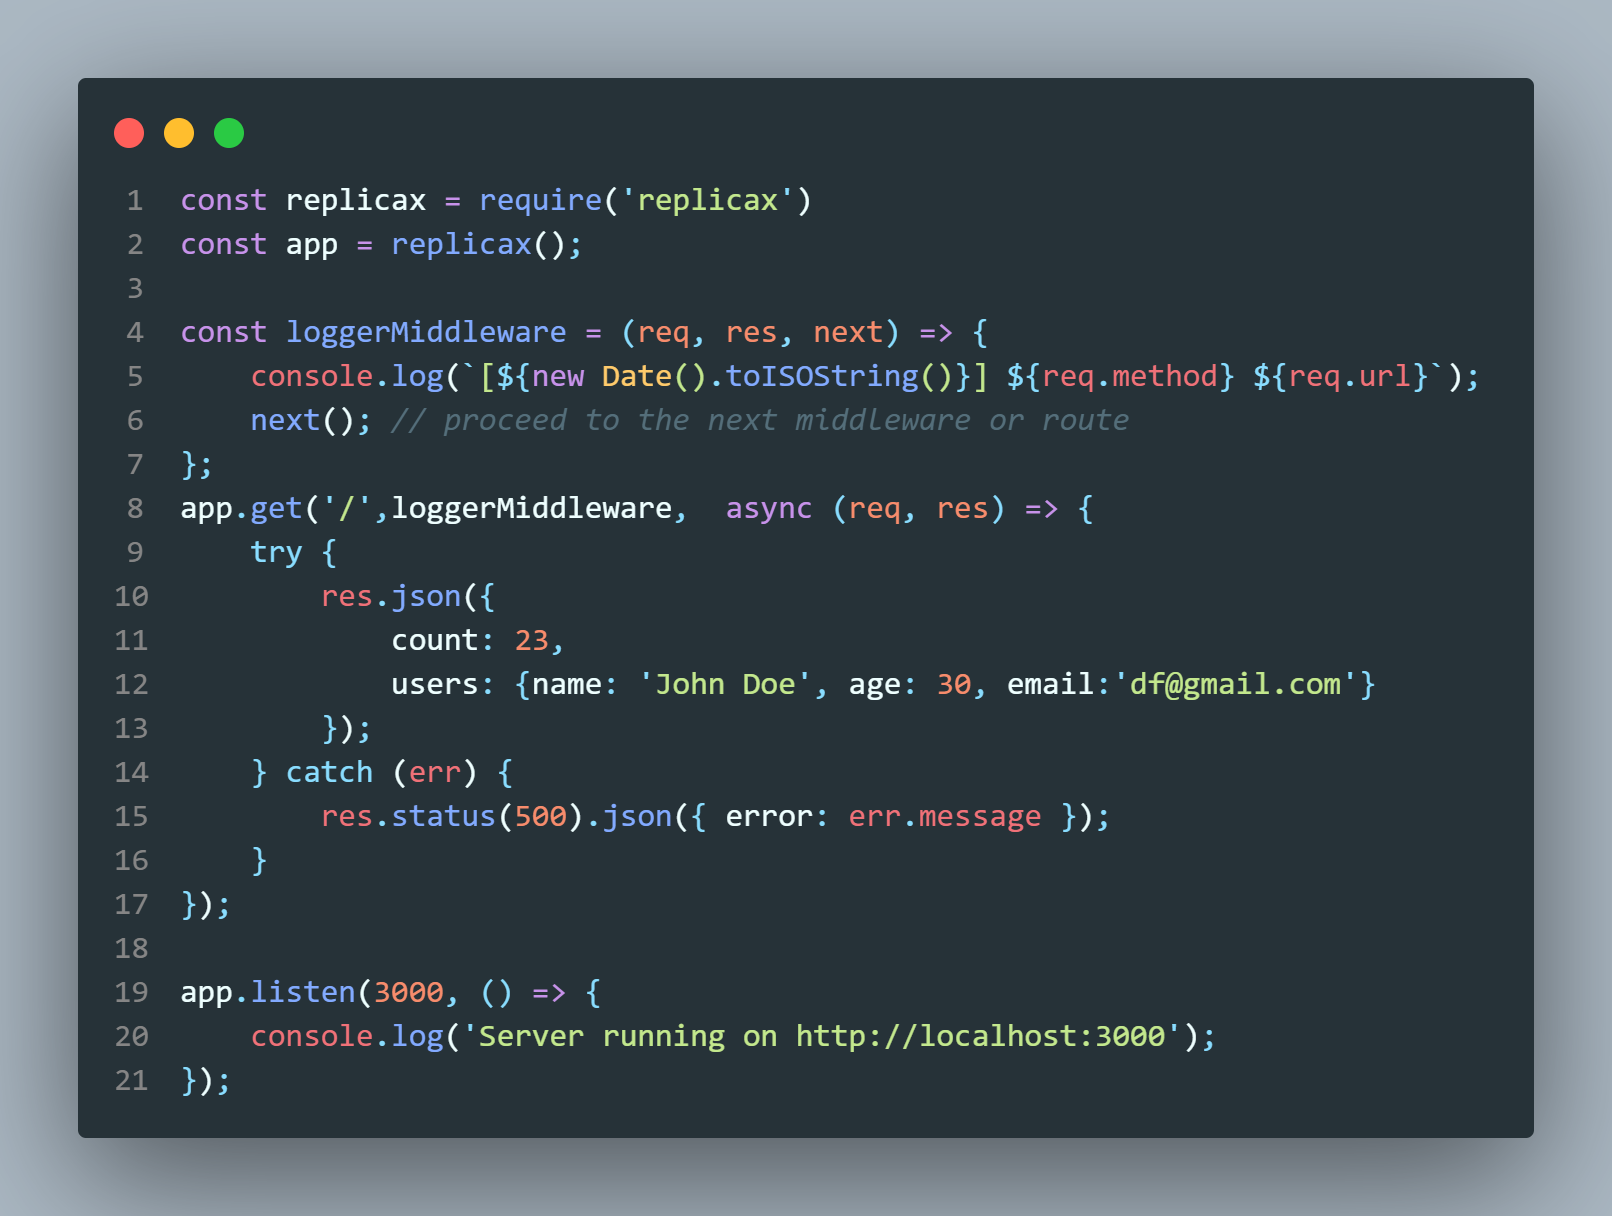 1 const replicax = require('replicax')
2 const app = replicax();
3
4 const loggerMiddleware = (req, res, next) => {
5     console.log(`[${new Date().toISOString()}] ${req.method} ${req.url}`);
6     next(); // proceed to the next middleware or route
7 };
8 app.get('/',loggerMiddleware,  async (req, res) => {
9     try {
10         res.json({
11             count: 23,
12             users: {name: 'John Doe', age: 30, email:'df@gmail.com'}
13         });
14     } catch (err) {
15         res.status(500).json({ error: err.message });
16     }
17 });
18
19 app.listen(3000, () => {
20     console.log('Server running on http://localhost:3000');
21 });